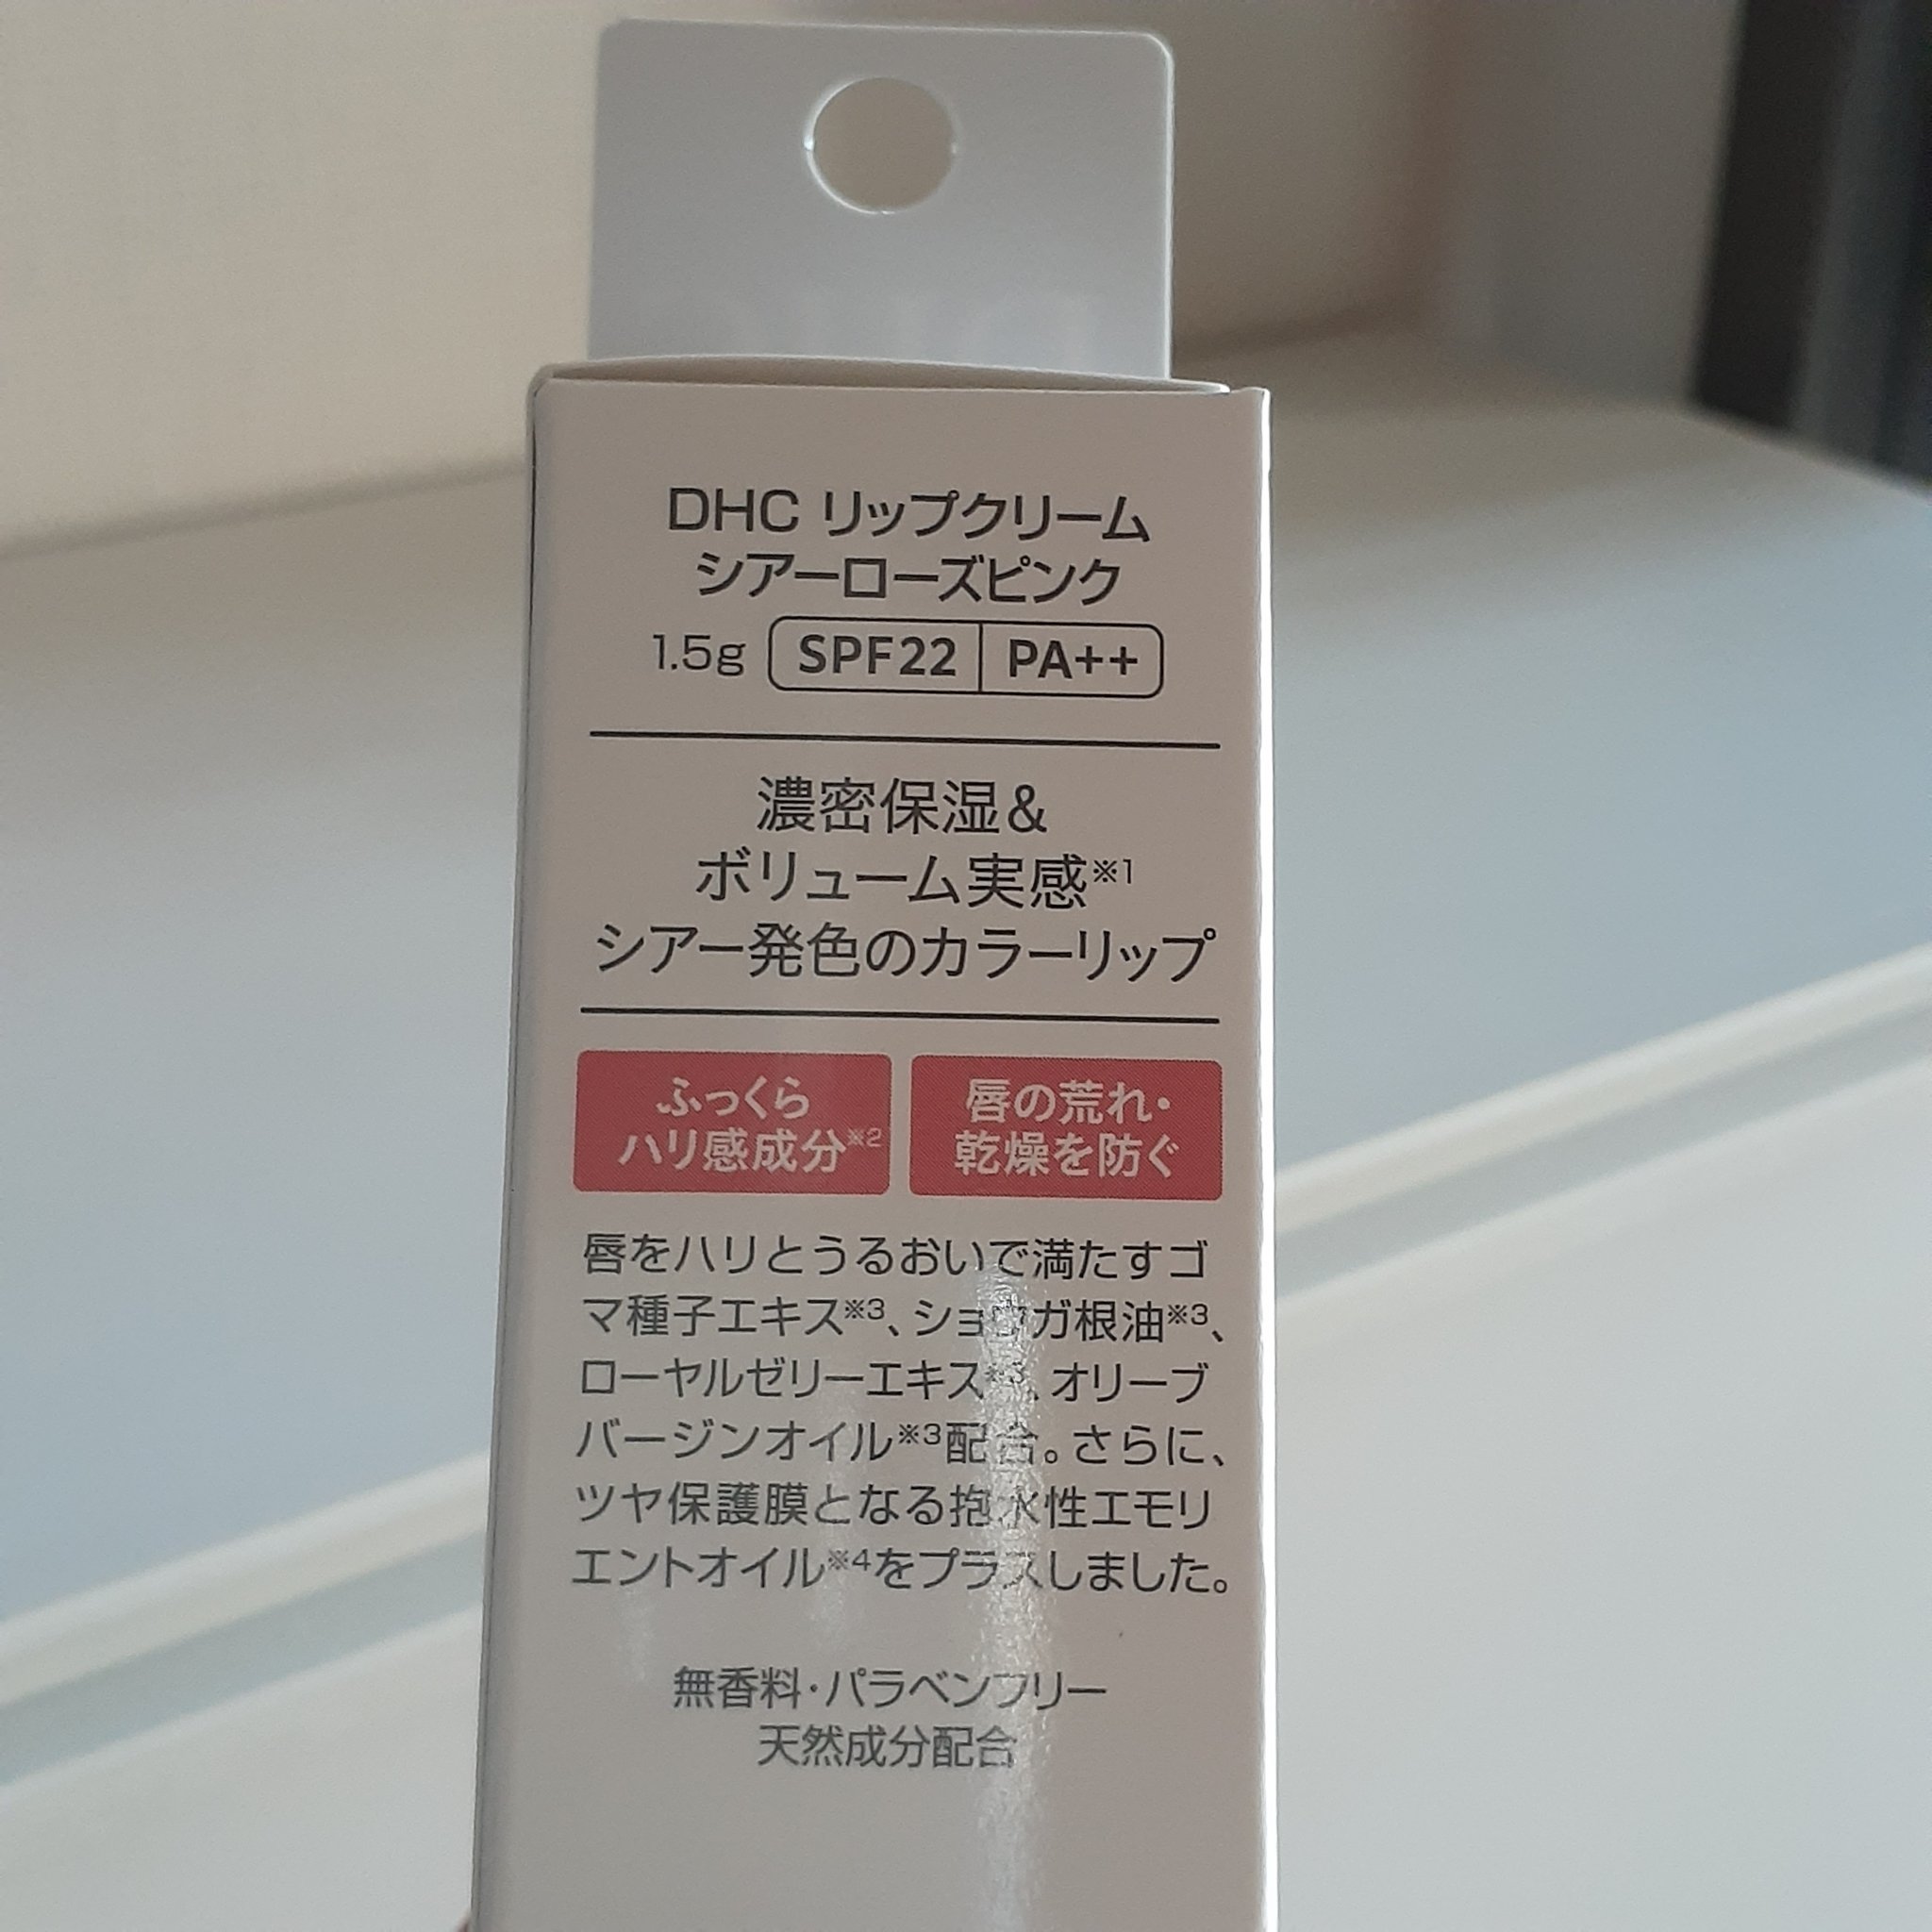 DHC リップクリーム
シアーローズピンク
1.5g SPF22 PA++
濃密保湿&
ボリューム実感※1
シアー発色のカラーリップ
ふっくら
ハリ感成分※2
唇の荒れ・
乾燥を防ぐ
唇をハリとうるおいで満たすゴ
マ種子エキス※3、ショウガ根油※3、
ローヤルゼリーエキス※3、オリーブ
バージンオイル※3配合。さらに、
ツヤ保護膜となる抱水性エモリ
エントオイル※4をプラスしました。
無香料・パラベンフリー
天然成分配合